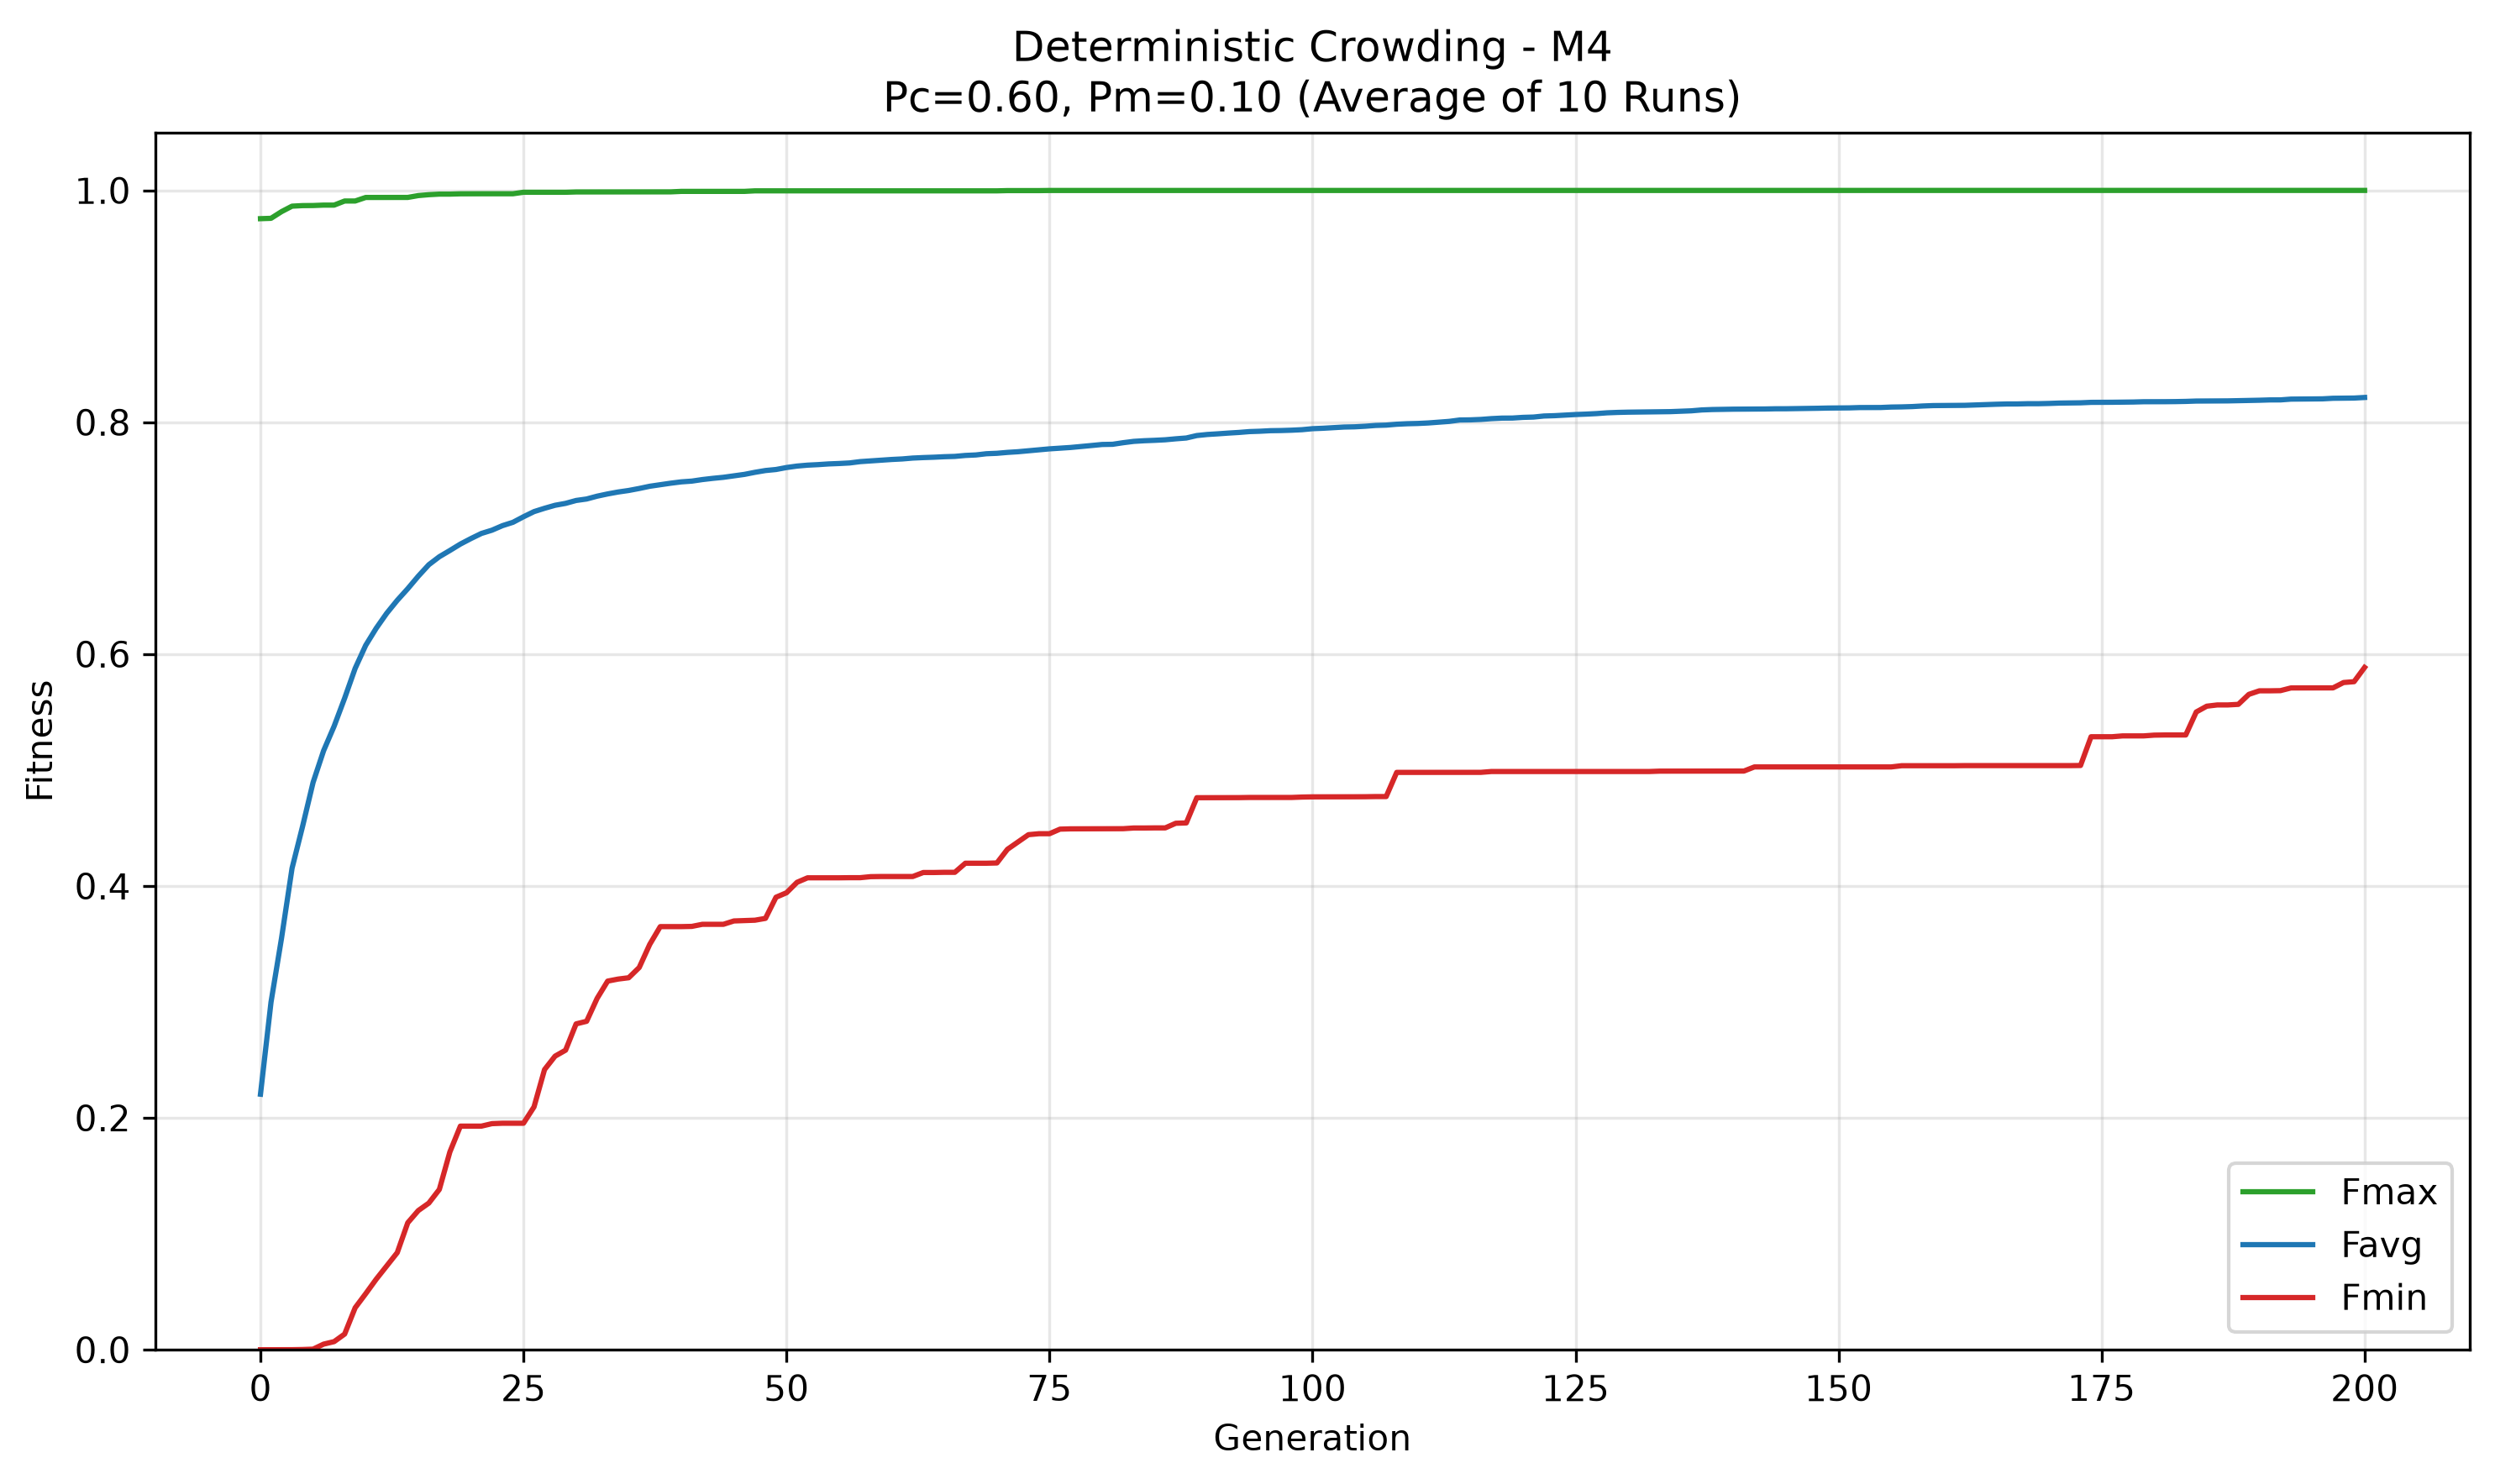 Deterministic Crowding - M4
Pc=0.60, Pm=0.10 (Average of 10 Runs)
Fitness
1.0
0.8
0.6
0.4
0.2
0.0
0 25 50 75 100 125 150 175 200
Generation
Fmax
Favg
Fmin